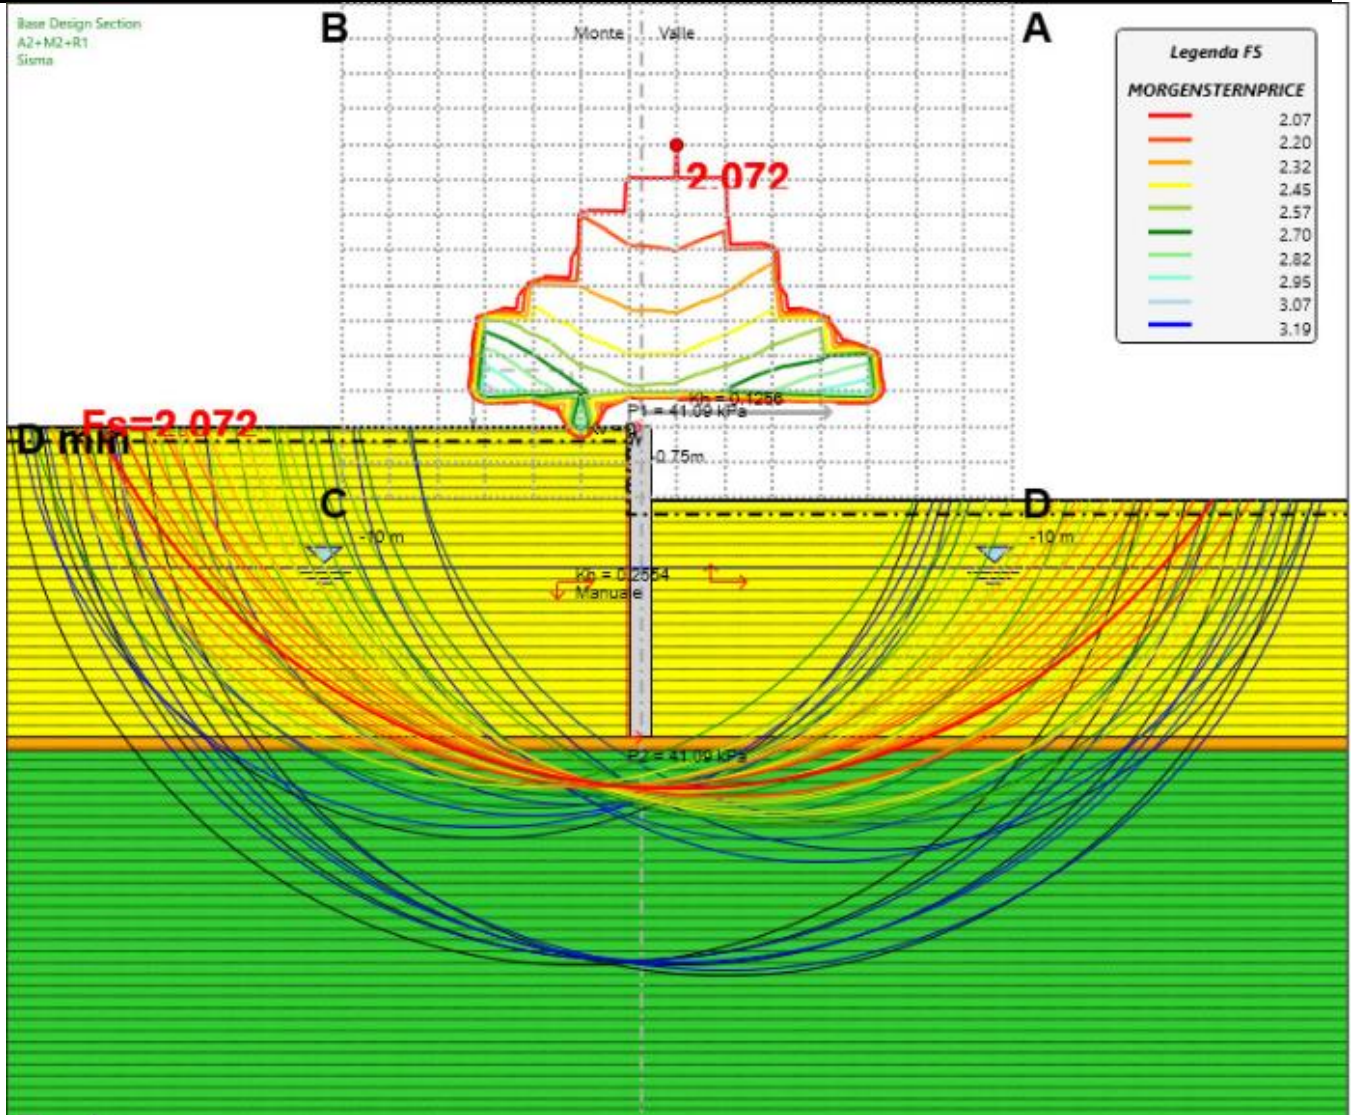 Base Design Section
A2+M2+R1
Sisma
B
Monte
Valle
A
Legenda FS
MORGENSTERNPRICE
2.07
2.20
2.32
2.45
2.57
2.70
2.82
2.95
3.07
3.19
2.072
Kh = 0.1256
P1 = 41.09 kPa
Fs=2.072
D min
-0.75m
C
D
-10 m
-10 m
Kh = 0.2554
Manuale
P2 = 41.09 kPa